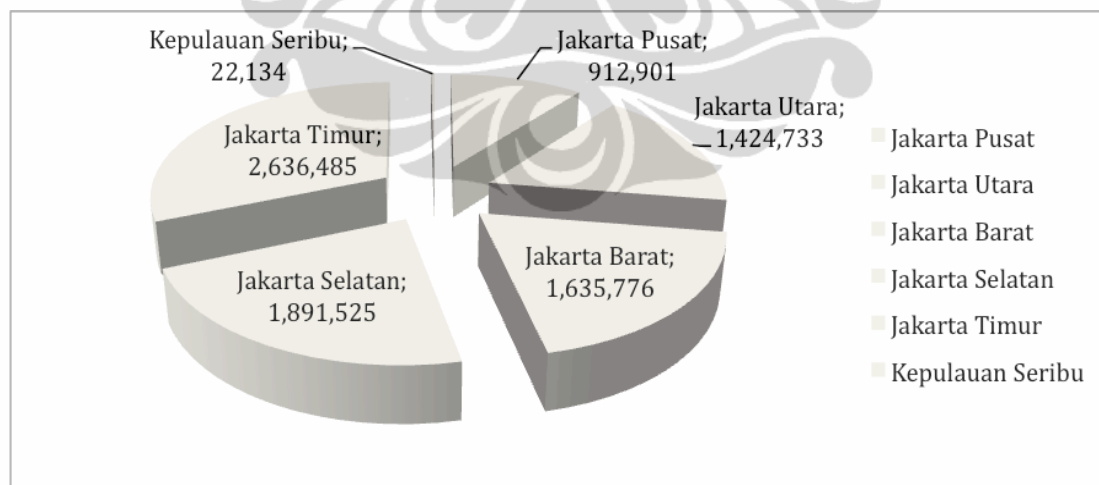 Kepulauan Seribu;
22,134
Jakarta Pusat;
912,901
Jakarta Utara;
1,424,733
Jakarta Timur;
2,636,485
Jakarta Barat;
1,635,776
Jakarta Selatan;
1,891,525
Jakarta Pusat
Jakarta Utara
Jakarta Barat
Jakarta Selatan
Jakarta Timur
Kepulauan Seribu